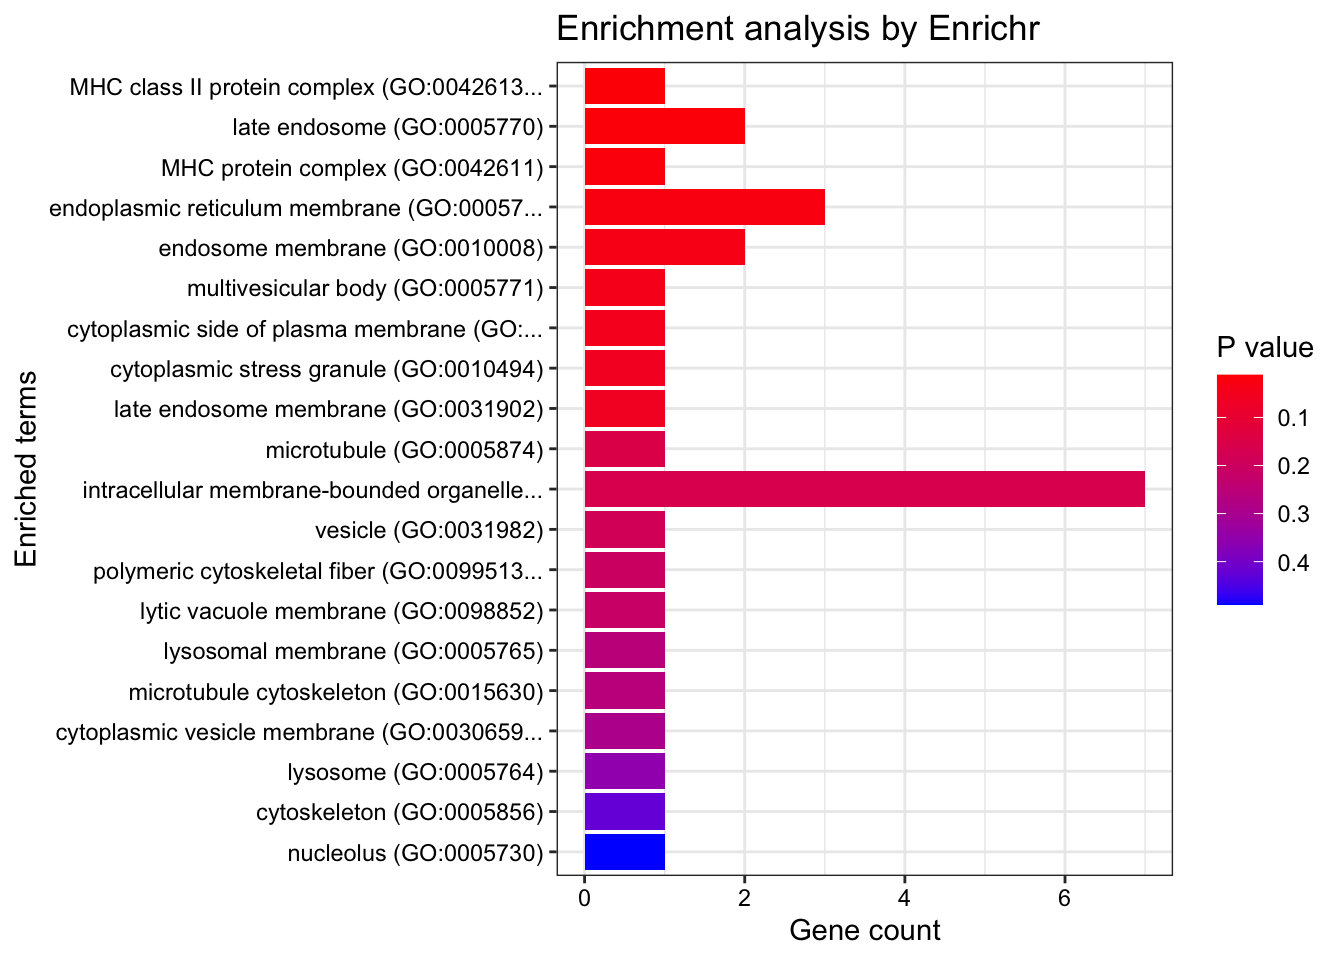 Enrichment analysis by Enrichr
MHC class II protein complex (GO:0042613...
late endosome (GO:0005770)
MHC protein complex (GO:0042611)
endoplasmic reticulum membrane (GO:00057...
endosome membrane (GO:0010008)
multivesicular body (GO:0005771)
cytoplasmic side of plasma membrane (GO:...
cytoplasmic stress granule (GO:0010494)
late endosome membrane (GO:0031902)
microtubule (GO:0005874)
intracellular membrane-bounded organelle...
vesicle (GO:0031982)
polymeric cytoskeletal fiber (GO:0099513...
lytic vacuole membrane (GO:0098852)
lysosomal membrane (GO:0005765)
microtubule cytoskeleton (GO:0015630)
cytoplasmic vesicle membrane (GO:0030659...
lysosome (GO:0005764)
cytoskeleton (GO:0005856)
nucleolus (GO:0005730)
Enriched terms
0 2 4 6
Gene count
P value
0.1
0.2
0.3
0.4